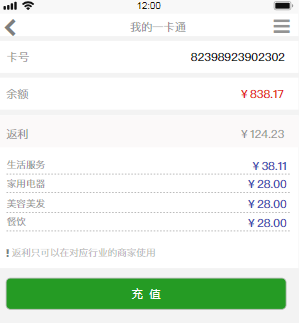 12:00
我的一卡通
卡号 82398923902302
余额 ¥838.17
返利 ¥124.23
生活服务 ¥38.11
家用电器 ¥28.00
美容美发 ¥28.00
餐饮 ¥28.00
! 返利只可以在对应行业的商家使用
充 值